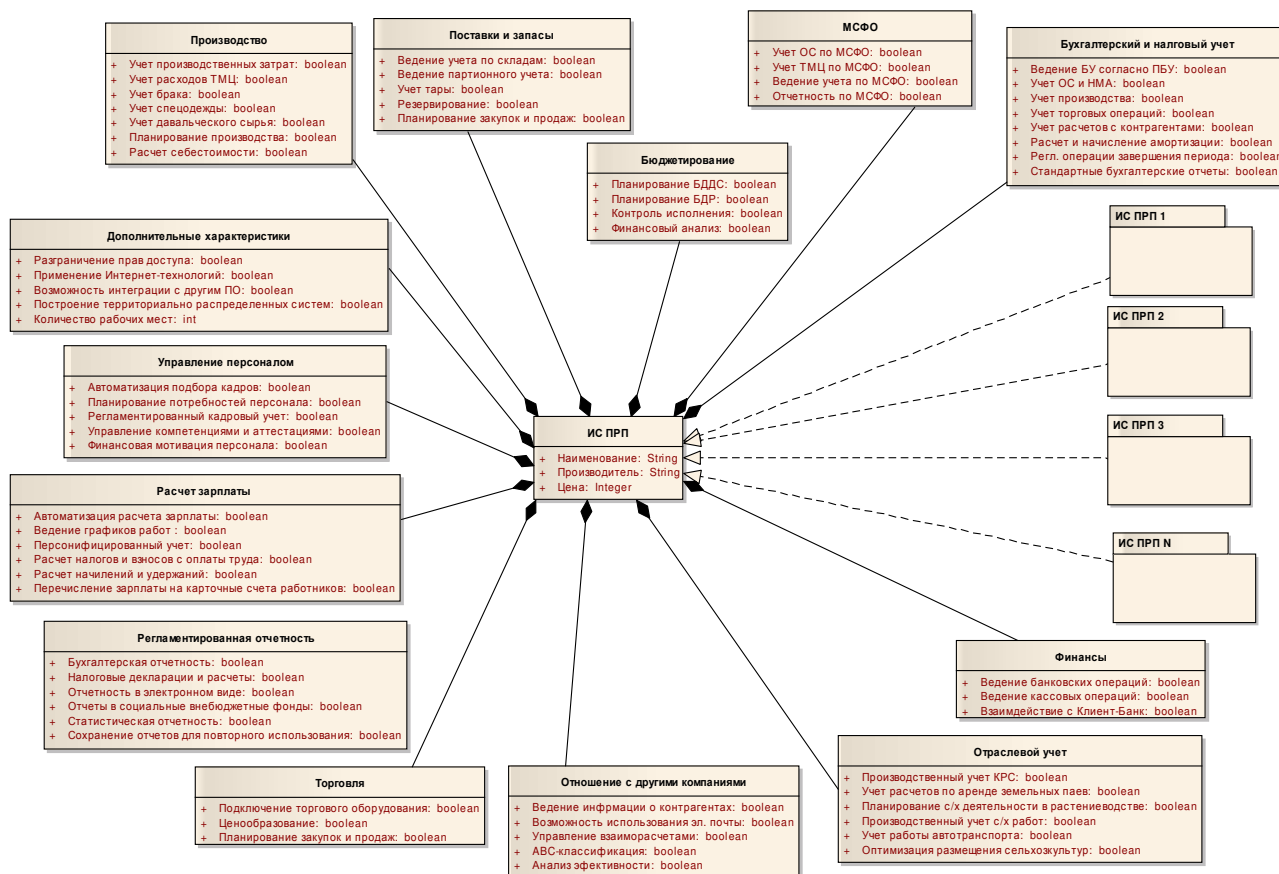 Производство
+ Учет производственных затрат: boolean
+ Учет расходов ТМЦ: boolean
+ Учет брака: boolean
+ Учет спецодежды: boolean
+ Учет давальческого сырья: boolean
+ Планирование производства: boolean
+ Расчет себестоимости: boolean
Поставки и запасы
+ Ведение учета по складам: boolean
+ Ведение партионного учета: boolean
+ Учет тары: boolean
+ Резервирование: boolean
+ Планирование закупок и продаж: boolean
МСФО
+ Учет ОС по МСФО: boolean
+ Учет ТМЦ по МСФО: boolean
+ Ведение учета по МСФО: boolean
+ Отчетность по МСФО: boolean
Бухгалтерский и налговый учет
+ Ведение БУ согласно ПБУ: boolean
+ Учет ОС и НМА: boolean
+ Учет производства: boolean
+ Учет торговых операций: boolean
+ Учет расчетов с контрагентами: boolean
+ Расчет и начисление амортизации: boolean
+ Регл. операции завершения периода: boolean
+ Стандартные бухгалтерские отчеты: boolean
Бюджетирование
+ Планирование БДДС: boolean
+ Планирование БДР: boolean
+ Контроль исполнения: boolean
+ Финансовый анализ: boolean
Дополнительные характеристики
+ Разграничение прав доступа: boolean
+ Применение Интернет-технологий: boolean
+ Возможность интеграции с другим ПО: boolean
+ Построение территориально распределенных систем: boolean
+ Количество рабочих мест: int
ИС ПРП 1
ИС ПРП 2
ИС ПРП 3
ИС ПРП N
Управление персоналом
+ Автоматизация подбора кадров: boolean
+ Планирование потребностей персонала: boolean
+ Регламентированный кадровый учет: boolean
+ Управление компетенциями и аттестациями: boolean
+ Финансовая мотивация персонала: boolean
ИС ПРП
+ Наименование: String
+ Производитель: String
+ Цена: Integer
Расчет зарплаты
+ Автоматизация расчета зарплаты: boolean
+ Ведение графиков работ : boolean
+ Персонифицированный учет: boolean
+ Расчет налогов и взносов с оплаты труда: boolean
+ Расчет начилений и удержаний: boolean
+ Перечисление зарплаты на карточные счета работников: boolean
Регламентированная отчетность
+ Бухгалтерская отчетность: boolean
+ Налоговые декларации и расчеты: boolean
+ Отчетность в электронном виде: boolean
+ Отчеты в социальные внебюджетные фонды: boolean
+ Статистическая отчетность: boolean
+ Сохранение отчетов для повторного использования: boolean
Финансы
+ Ведение банковских операций: boolean
+ Ведение кассовых операций: boolean
+ Взаимдействие с Клиент-Банк: boolean
Торговля
+ Подключение торгового оборудования: boolean
+ Ценообразование: boolean
+ Планирование закупок и продаж: boolean
Отношение с другими компаниями
+ Ведение инфрмации о контрагентах: boolean
+ Возможность использования эл. почты: boolean
+ Управление взаиморасчетами: boolean
+ АВС-классификация: boolean
+ Анализ эфективности: boolean
Отраслевой учет
+ Производственный учет КРС: boolean
+ Учет расчетов по аренде земельных паев: boolean
+ Планирование с/х деятельности в растениеводстве: boolean
+ Производственный учет с/х работ: boolean
+ Учет работы автотранспорта: boolean
+ Оптимизация размещения сельхозкультур: boolean